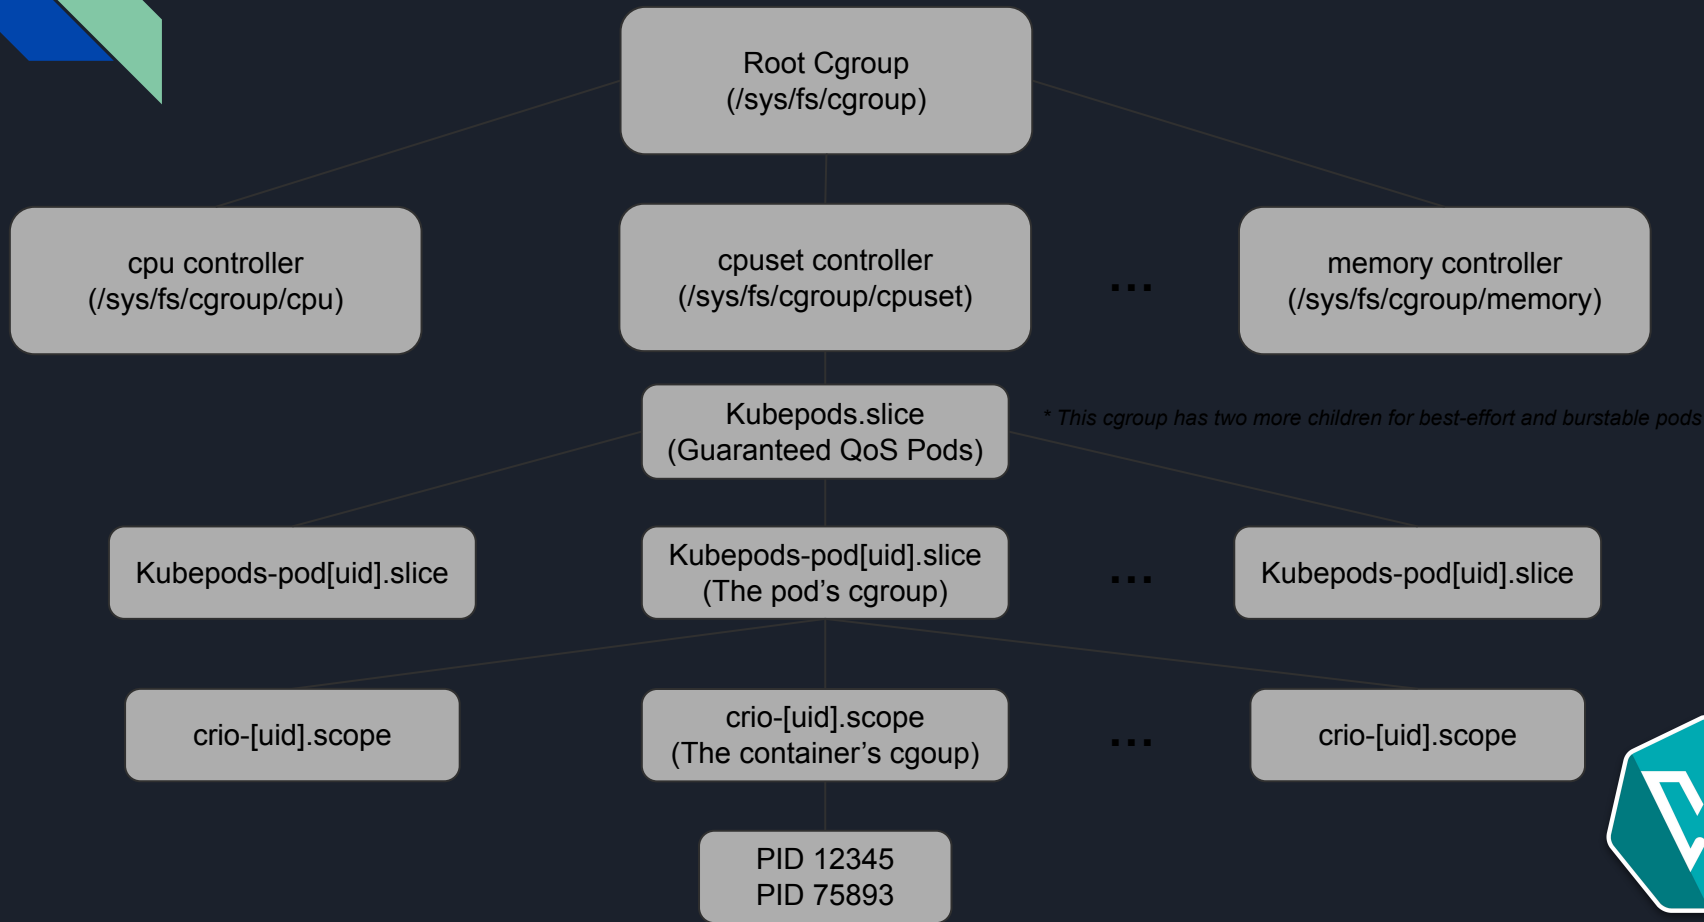 Root Cgroup
(/sys/fs/cgroup)
cpu controller
(/sys/fs/cgroup/cpu)
cpuset controller
(/sys/fs/cgroup/cpuset)
...
memory controller
(/sys/fs/cgroup/memory)
Kubepods.slice
(Guaranteed QoS Pods)
* This cgroup has two more children for best-effort and burstable pods
Kubepods-pod[uid].slice
Kubepods-pod[uid].slice
(The pod’s cgroup)
...
Kubepods-pod[uid].slice
crio-[uid].scope
crio-[uid].scope
(The container’s cgoup)
...
crio-[uid].scope
PID 12345
PID 75893